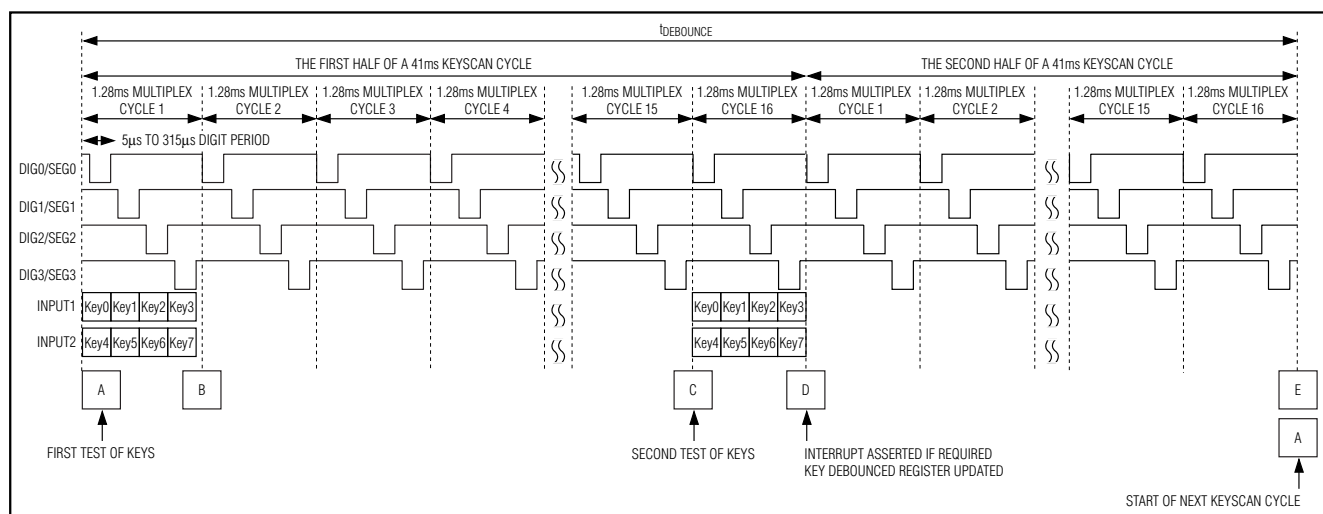 tDEBOUNCE
THE FIRST HALF OF A 41ms KEYSCAN CYCLE
THE SECOND HALF OF A 41ms KEYSCAN CYCLE
1.28ms MULTIPLEX
CYCLE 1
1.28ms MULTIPLEX
CYCLE 2
1.28ms MULTIPLEX
CYCLE 3
1.28ms MULTIPLEX
CYCLE 4
1.28ms MULTIPLEX
CYCLE 15
1.28ms MULTIPLEX
CYCLE 16
1.28ms MULTIPLEX
CYCLE 1
1.28ms MULTIPLEX
CYCLE 2
1.28ms MULTIPLEX
CYCLE 15
1.28ms MULTIPLEX
CYCLE 16
5µs TO 315µs DIGIT PERIOD
DIG0/SEG0
DIG1/SEG1
DIG2/SEG2
DIG3/SEG3
INPUT1 Key0 Key1 Key2 Key3 Key0 Key1 Key2 Key3
INPUT2 Key4 Key5 Key6 Key7 Key4 Key5 Key6 Key7
A B C D E
A
FIRST TEST OF KEYS
SECOND TEST OF KEYS
INTERRUPT ASSERTED IF REQUIRED
KEY DEBOUNCED REGISTER UPDATED
START OF NEXT KEYSCAN CYCLE